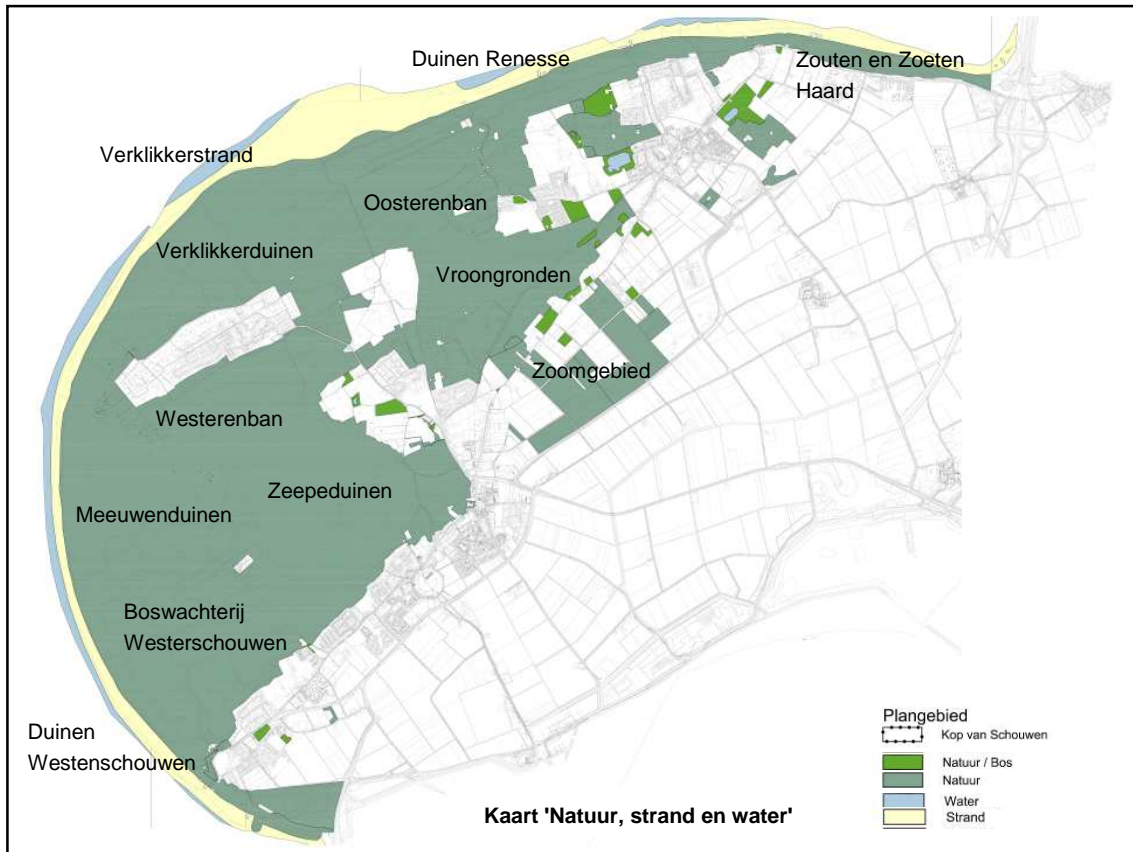 Duinen Renesse
Zouten en Zoeten
Haard
Verklikkerstrand
Oosterenban
Verklikkerduinen
Vroongronden
Zoomgebied
Westerenban
Zeepeduinen
Meeuwenduinen
Boswachterij
Westerschouwen
Duinen
Westenschouwen
Kaart 'Natuur, strand en water'
Plangebied
Kop van Schouwen
Natuur / Bos
Natuur
Water
Strand